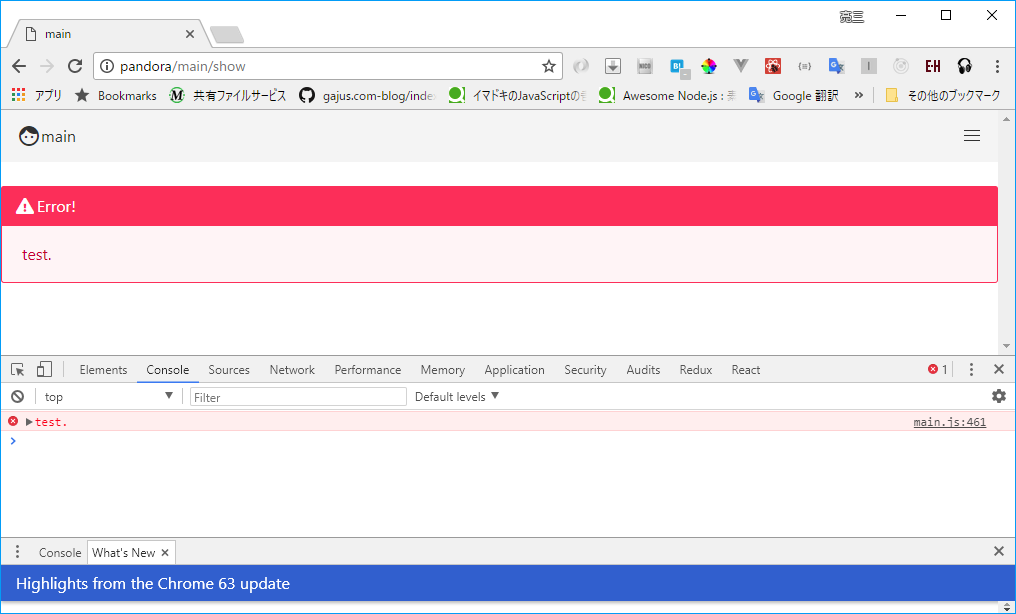 亮三
main
pandora/main/show
アプリ
Bookmarks
共有ファイルサービス
gajus.com-blog/inde
イマドキのJavaScriptの
Awesome Node.js :
Google 翻訳
»
その他のブックマーク
main
Error!
test.
Elements
Console
Sources
Network
Performance
Memory
Application
Security
Audits
Redux
React
1
top
Filter
Default levels
test.
main.js:461
Console
What's New
Highlights from the Chrome 63 update